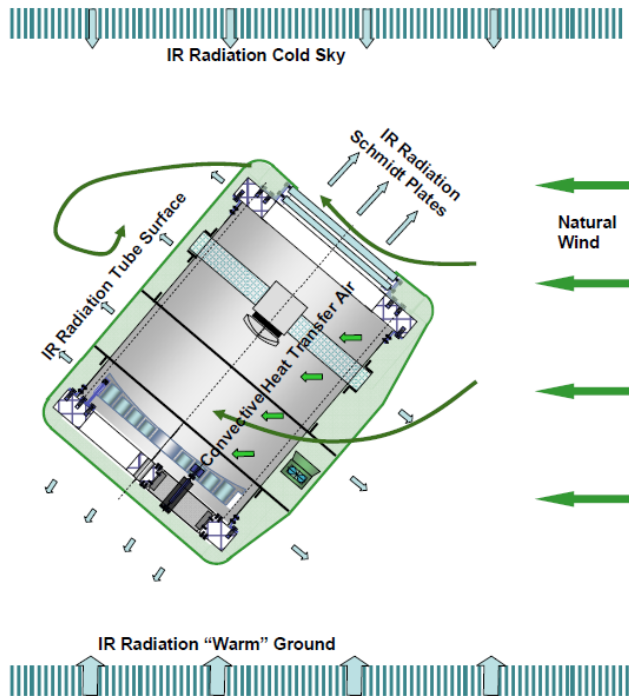 IR Radiation Cold Sky
IR Radiation
Schmidt Plates
Natural
Wind
IR Radiation Tube Surface
Convective Heat Transfer Air
IR Radiation “Warm” Ground